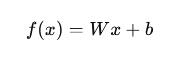 f(x) = Wx + b